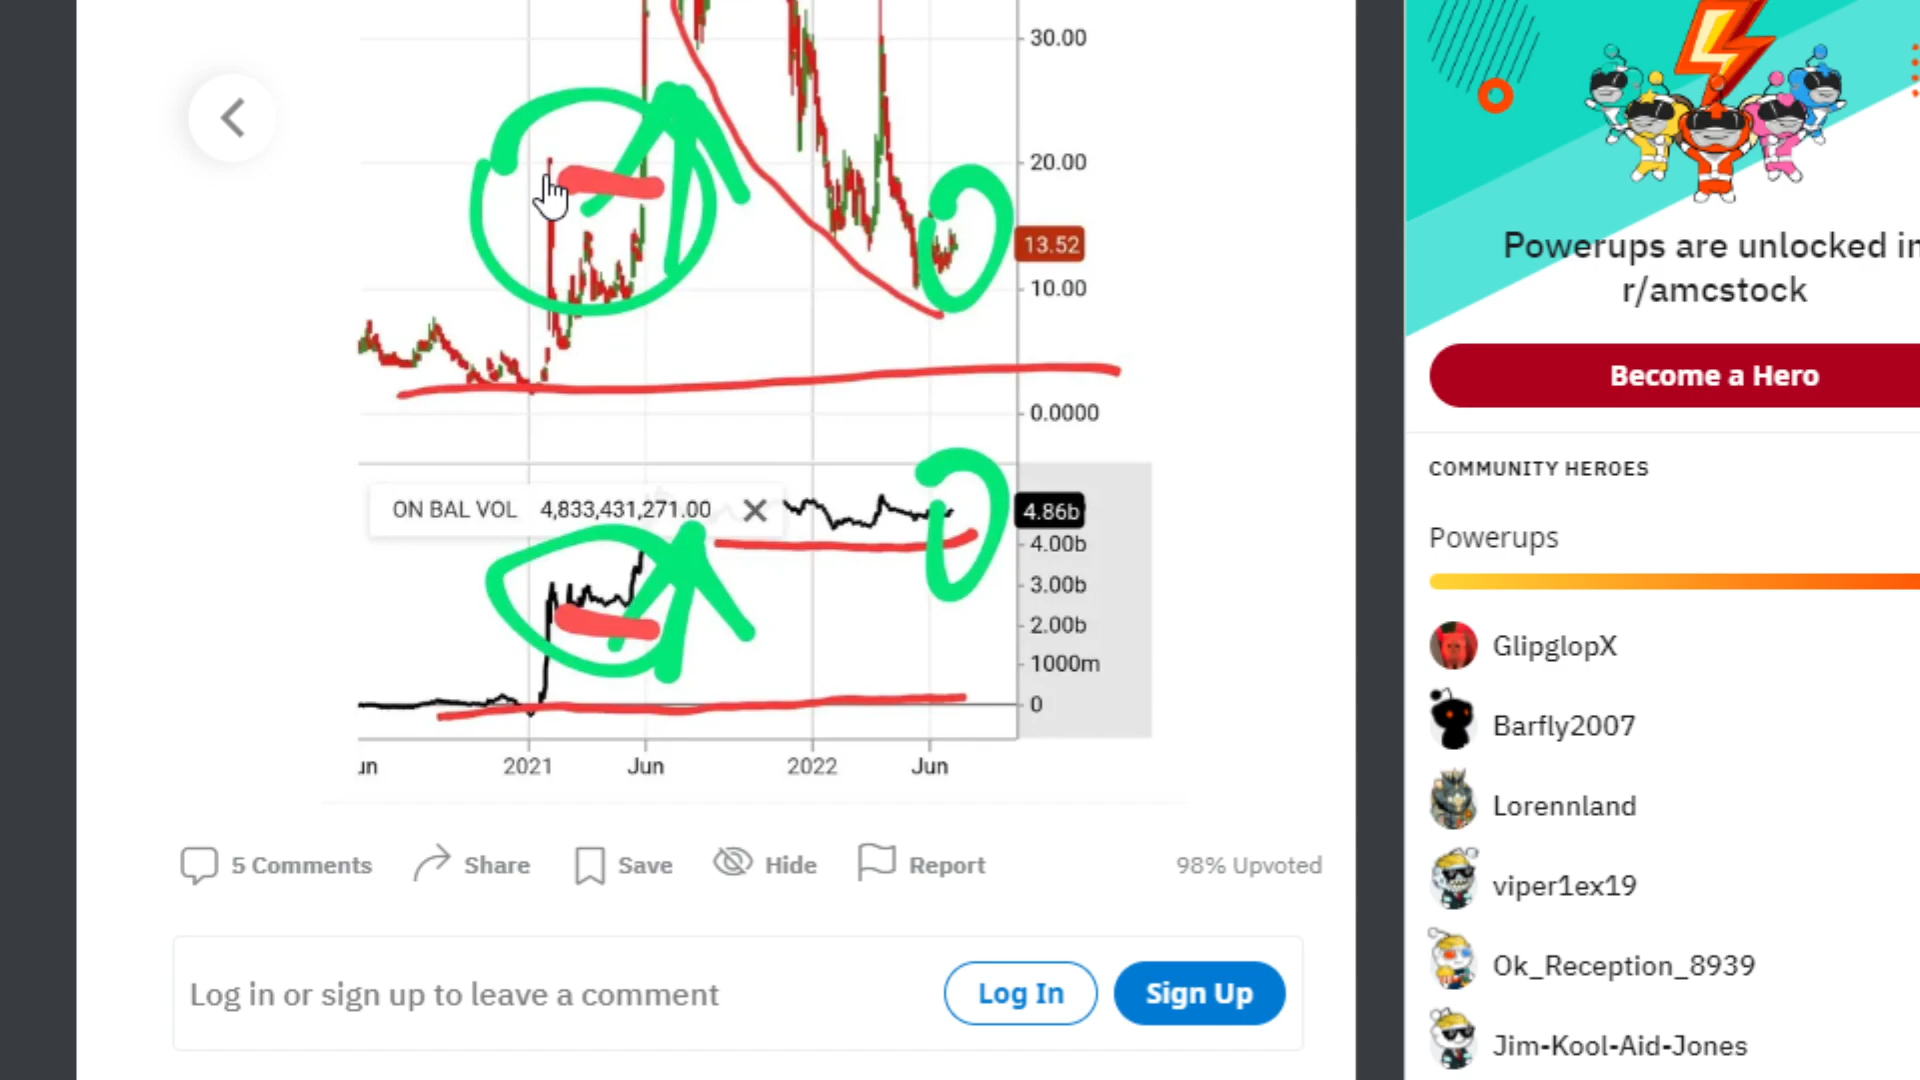 30.00
20.00
13.52
10.00
0.0000
ON BAL VOL 4,833,431,271.00
4.86b
4.00b
3.00b
2.00b
1000m
0
un 2021 Jun 2022 Jun
5 Comments Share Save Hide Report 98% Upvoted
Log in or sign up to leave a comment Log In Sign Up
Powerups are unlocked in
r/amcstock
Become a Hero
COMMUNITY HEROES
Powerups
GlipglopX
Barfly2007
Lorennland
viper1ex19
Ok_Reception_8939
Jim-Kool-Aid-Jones